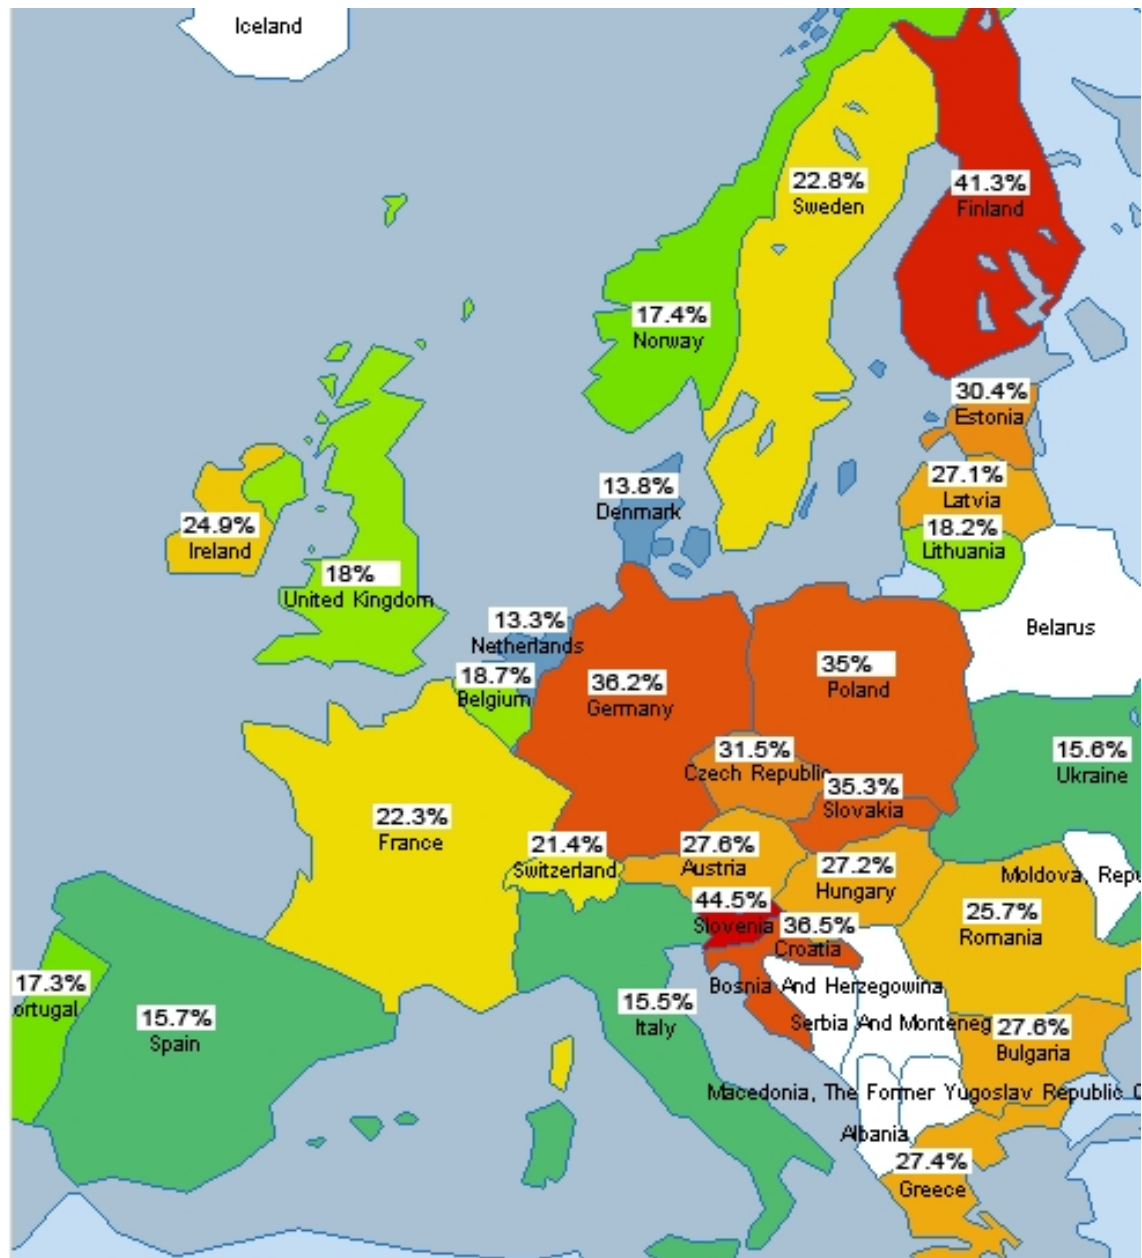 Iceland
22.8%
Sweden
41.3%
Finland
17.4%
Norway
30.4%
Estonia
27.1%
Latvia
18.2%
Lithuania
13.8%
Denmark
24.9%
Ireland
18%
United Kingdom
13.3%
Netherlands
18.7%
Belgium
36.2%
Germany
35%
Poland
Belarus
15.6%
Ukraine
31.5%
Czech Republic
35.3%
Slovakia
22.3%
France
21.4%
Switzerland
27.6%
Austria
27.2%
Hungary
Moldova, Repu
44.5%
Slovenia
36.5%
Croatia
25.7%
Romania
17.3%
ortugal
15.7%
Spain
15.5%
Italy
Bosnia And Herzegowina
Serbia And Monteneg
27.6%
Bulgaria
Macedonia, The Former Yugoslav Republic O
Albania
27.4%
Greece